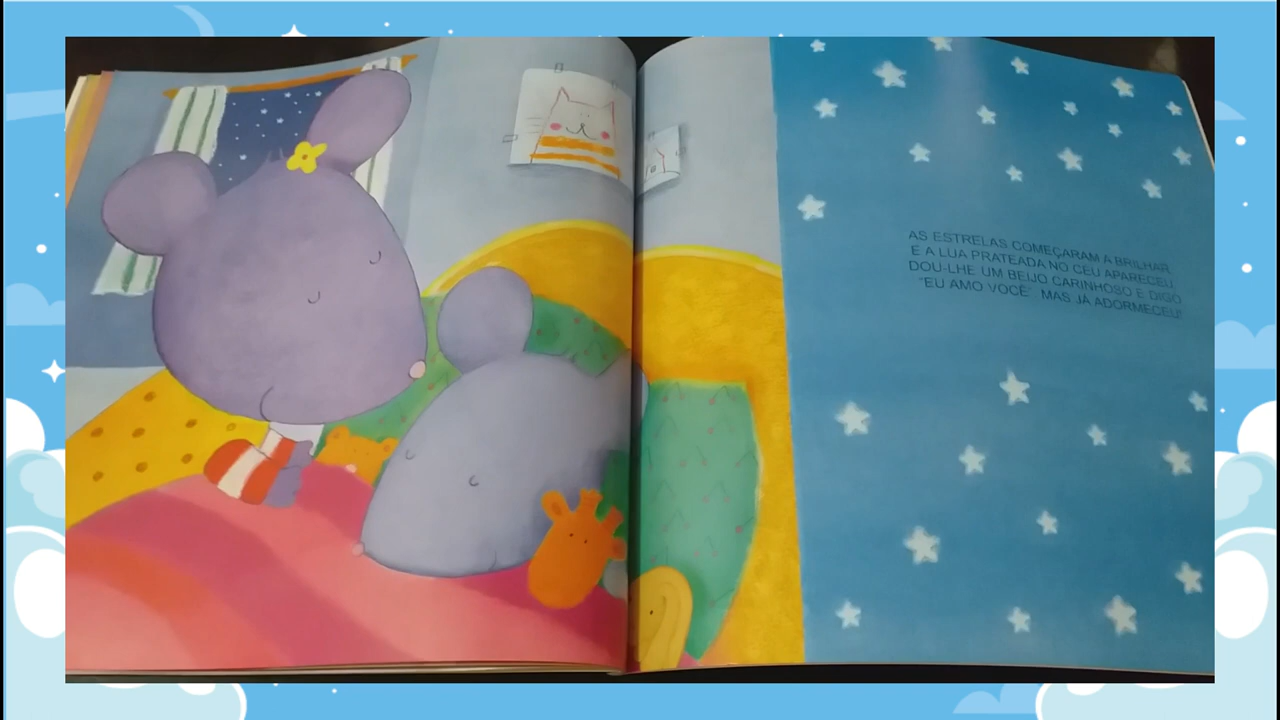 AS ESTRELAS COMEÇARAM A BRILHAR
E A LUA PRATEADA NO CÉU APARECEU.
DOU-LHE UM BEIJO CARINHOSO E DIGO
"EU AMO VOCÊ". MAS JÁ ADORMECEU!